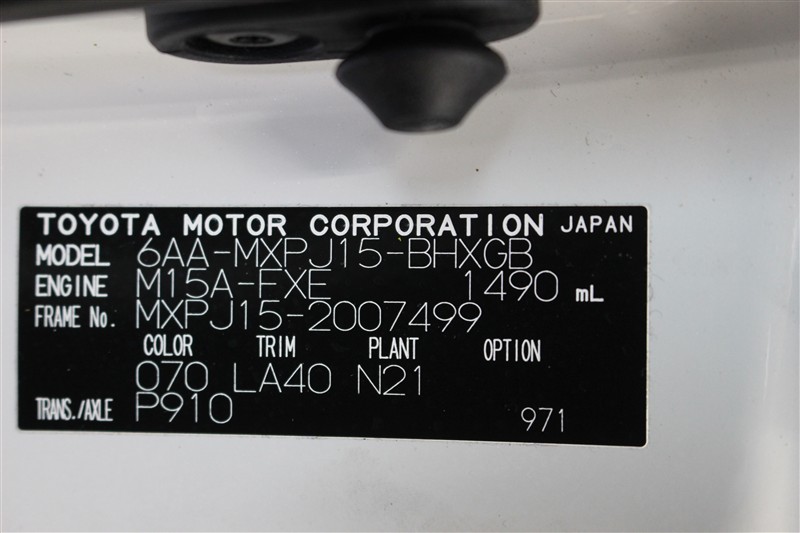 TOYOTA MOTOR CORPORATION JAPAN
MODEL 6AA-MXPJ15-BHXGB
ENGINE M15A-FXE 1490 mL
FRAME No. MXPJ15-2007499
COLOR TRIM PLANT OPTION
070 LA40 N21
TRANS./AXLE P910 971